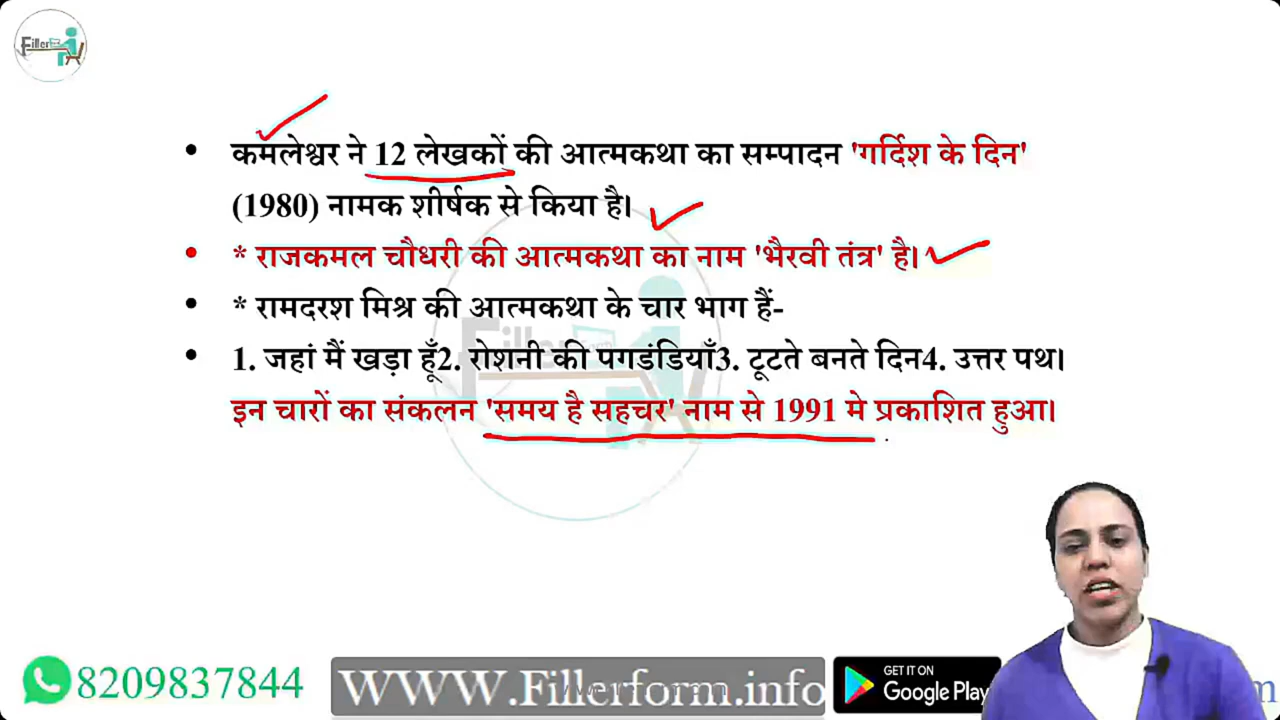 Fillerform
• कमलेश्वर ने 12 लेखकों की आत्मकथा का सम्पादन 'गर्दिश के दिन'
(1980) नामक शीर्षक से किया है।
• * राजकमल चौधरी की आत्मकथा का नाम 'भैरवी तंत्र' है।
• * रामदरश मिश्र की आत्मकथा के चार भाग हैं-
• 1. जहां मैं खड़ा हूँ2. रोशनी की पगडंडियाँ3. टूटते बनते दिन4. उत्तर पथ।
इन चारों का संकलन 'समय है सहचर' नाम से 1991 मे प्रकाशित हुआ।
8209837844
WWW.Fillerform.info
GET IT ON
Google Play